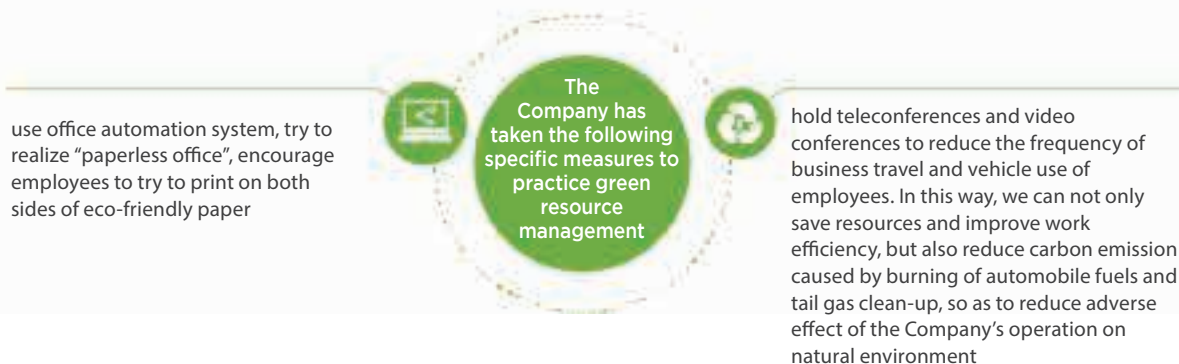 use office automation system, try to
realize “paperless office”, encourage
employees to try to print on both
sides of eco-friendly paper
The
Company has
taken the following
specific measures to
practice green
resource
management
hold teleconferences and video
conferences to reduce the frequency of
business travel and vehicle use of
employees. In this way, we can not only
save resources and improve work
efficiency, but also reduce carbon emission
caused by burning of automobile fuels and
tail gas clean-up, so as to reduce adverse
effect of the Company’s operation on
natural environment